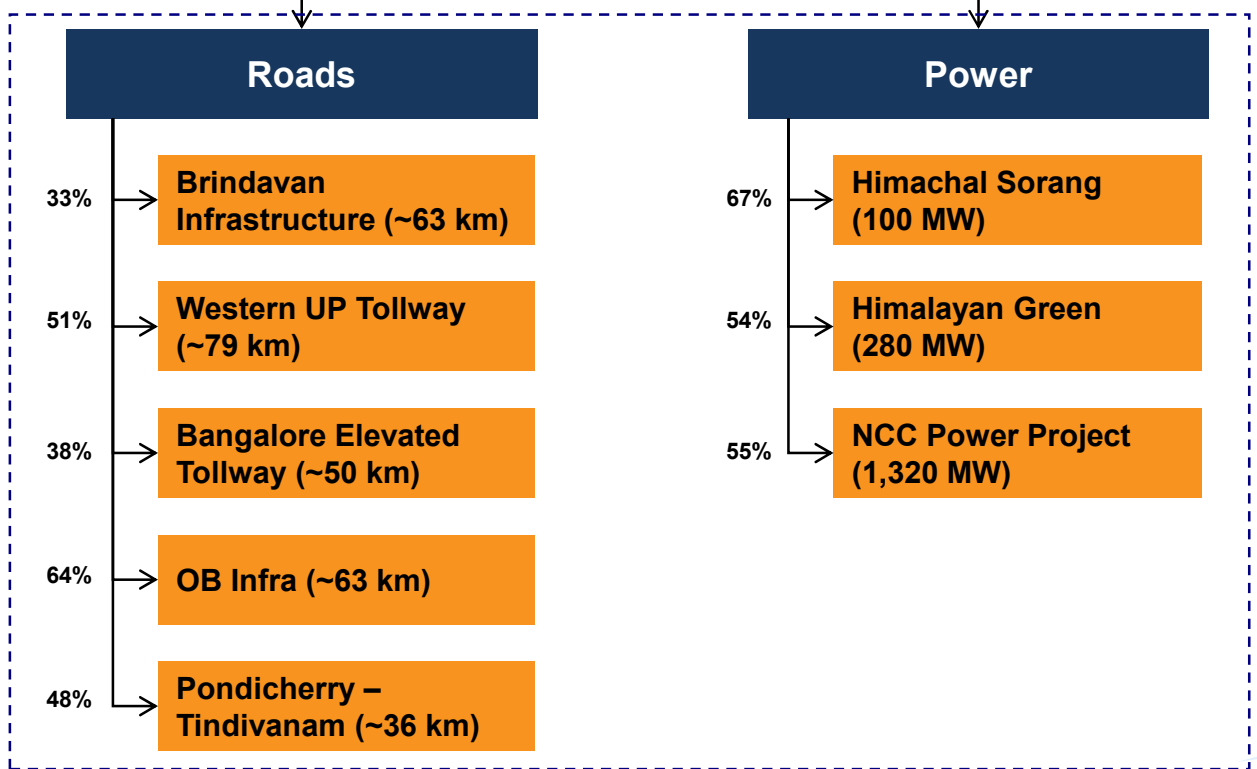 Roads
33%
Brindavan
Infrastructure (~63 km)
51%
Western UP Tollway
(~79 km)
38%
Bangalore Elevated
Tollway (~50 km)
64%
OB Infra (~63 km)
48%
Pondicherry –
Tindivanam (~36 km)
Power
67%
Himachal Sorang
(100 MW)
54%
Himalayan Green
(280 MW)
55%
NCC Power Project
(1,320 MW)